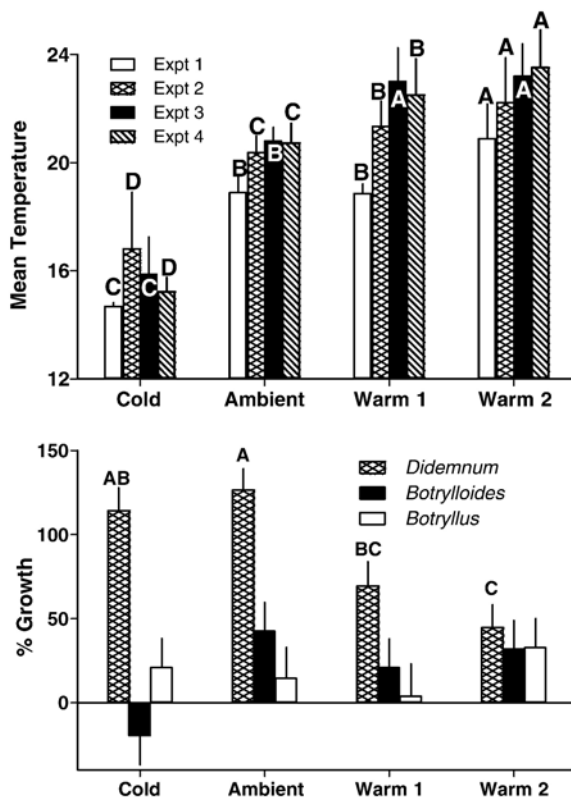 24
20
16
12
Mean Temperature
Expt 1
Expt 2
Expt 3
Expt 4
C D C D
B C B C
B B A B
A A A A
Cold Ambient Warm 1 Warm 2
150
100
50
0
% Growth
Didemnum
Botrylloides
Botryllus
AB A BC C
Cold Ambient Warm 1 Warm 2